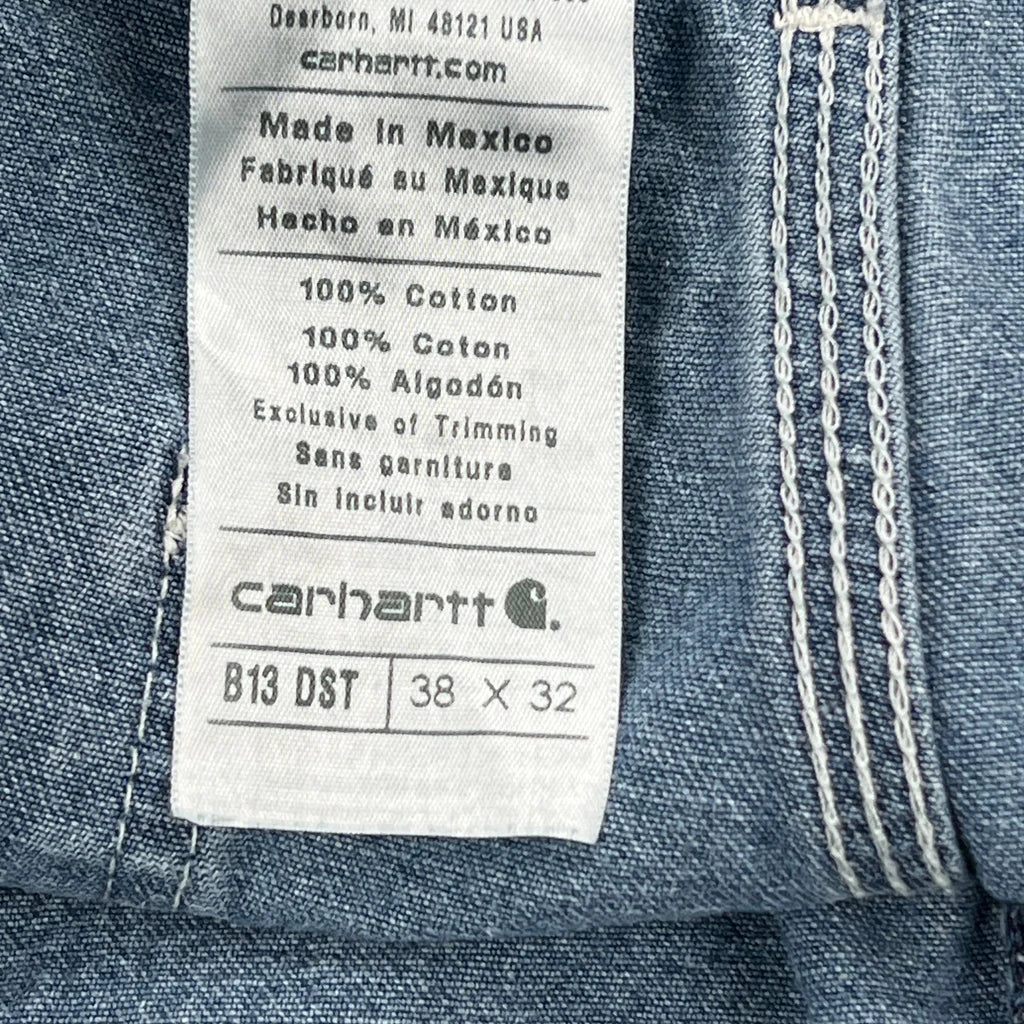 Dearborn, MI 48121 USA
carhartt.com
Made in Mexico
Fabriqué au Mexique
Hecho en México
100% Cotton
100% Coton
100% Algodón
Exclusive of Trimming
Sans garniture
Sin incluir adorno
carhartt
B13 DST 38 X 32